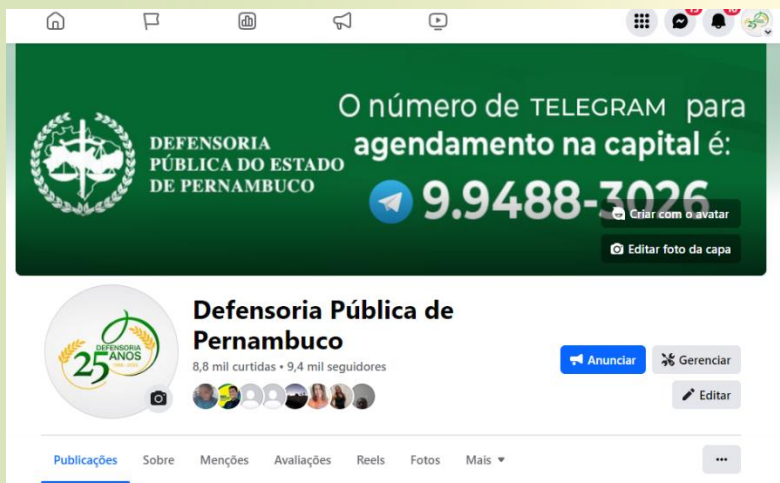 O número de TELEGRAM para
agendamento na capital é:
9.9488-3026
DEFENSORIA
PÚBLICA DO ESTADO
DE PERNAMBUCO
Criar com o avatar
Editar foto da capa
DEFENSORIA
25 ANOS
Defensoria Pública de
Pernambuco
8,8 mil curtidas • 9,4 mil seguidores
Anunciar
Gerenciar
Editar
Publicações Sobre Menções Avaliações Reels Fotos Mais